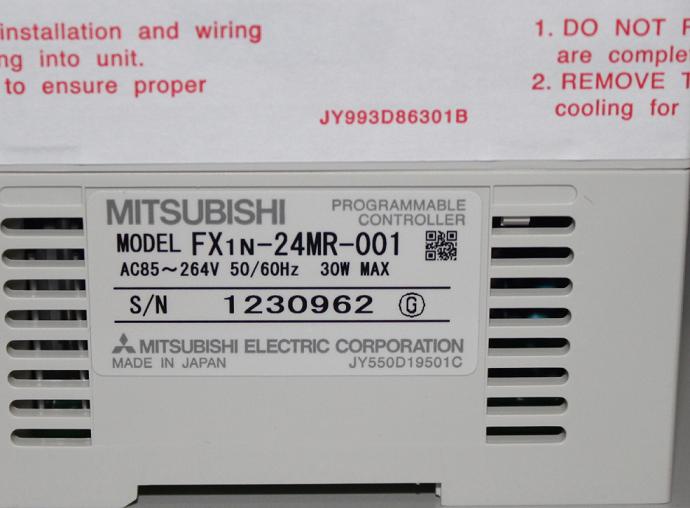 installation and wiring
ng into unit.
to ensure proper
1. DO NOT
are comple
2. REMOVE
cooling for
JY993D86301B
MITSUBISHI
PROGRAMMABLE
CONTROLLER
MODEL FX1N-24MR-001
AC85~264V 50/60Hz 30W MAX
S/N 1230962 G
MITSUBISHI ELECTRIC CORPORATION
MADE IN JAPAN JY550D19501C